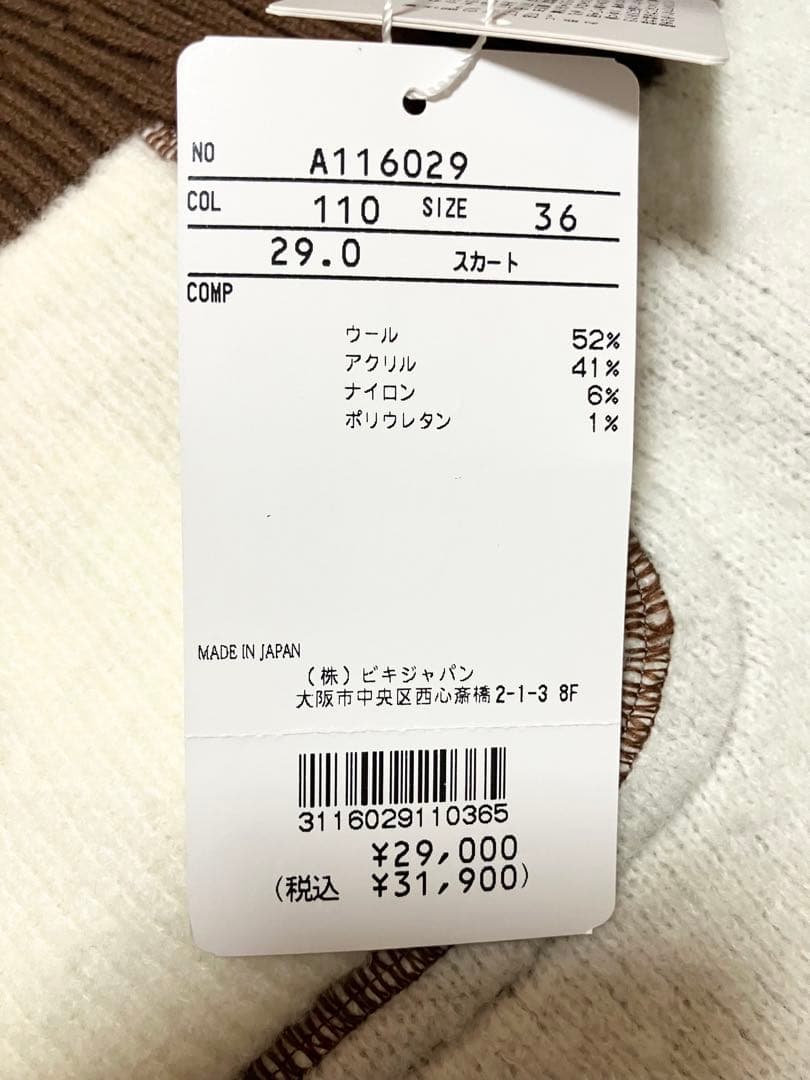 NO A116029
COL 110 SIZE 36
29.0 スカート
COMP
ウール 52%
アクリル 41%
ナイロン 6%
ポリウレタン 1%
MADE IN JAPAN
(株)ビキジャパン
大阪市中央区西心斎橋2-1-3 8F
3116029110365
¥29,000
(税込 ¥31,900)